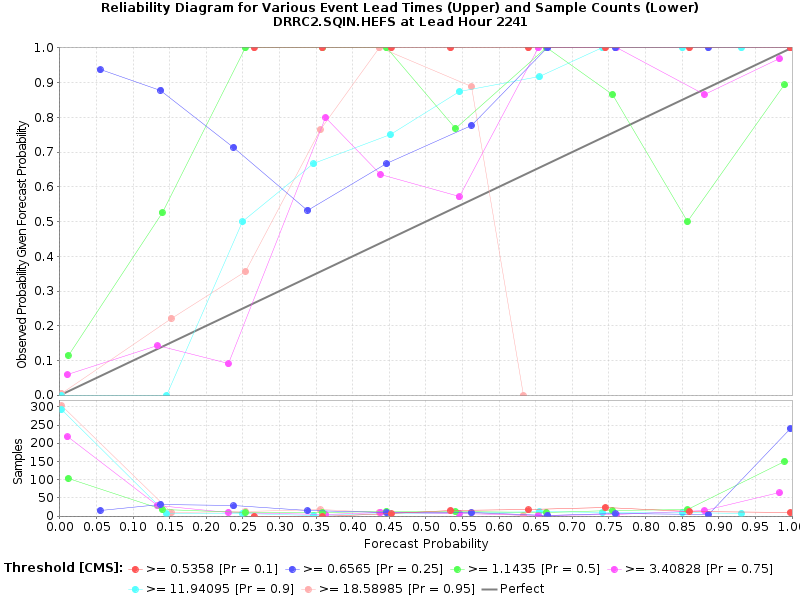 Reliability Diagram for Various Event Lead Times (Upper) and Sample Counts (Lower)
DRRC2.SQIN.HEFS at Lead Hour 2241
Observed Probability Given Forecast Probability
1.0
0.9
0.8
0.7
0.6
0.5
0.4
0.3
0.2
0.1
0.0
Samples
300
250
200
150
100
50
0
0.00 0.05 0.10 0.15 0.20 0.25 0.30 0.35 0.40 0.45 0.50 0.55 0.60 0.65 0.70 0.75 0.80 0.85 0.90 0.95 1.0
Forecast Probability
Threshold [CMS]: >= 0.5358 [Pr = 0.1] >= 0.6565 [Pr = 0.25] >= 1.1435 [Pr = 0.5] >= 3.40828 [Pr = 0.75]
>= 11.94095 [Pr = 0.9] >= 18.58985 [Pr = 0.95] Perfect